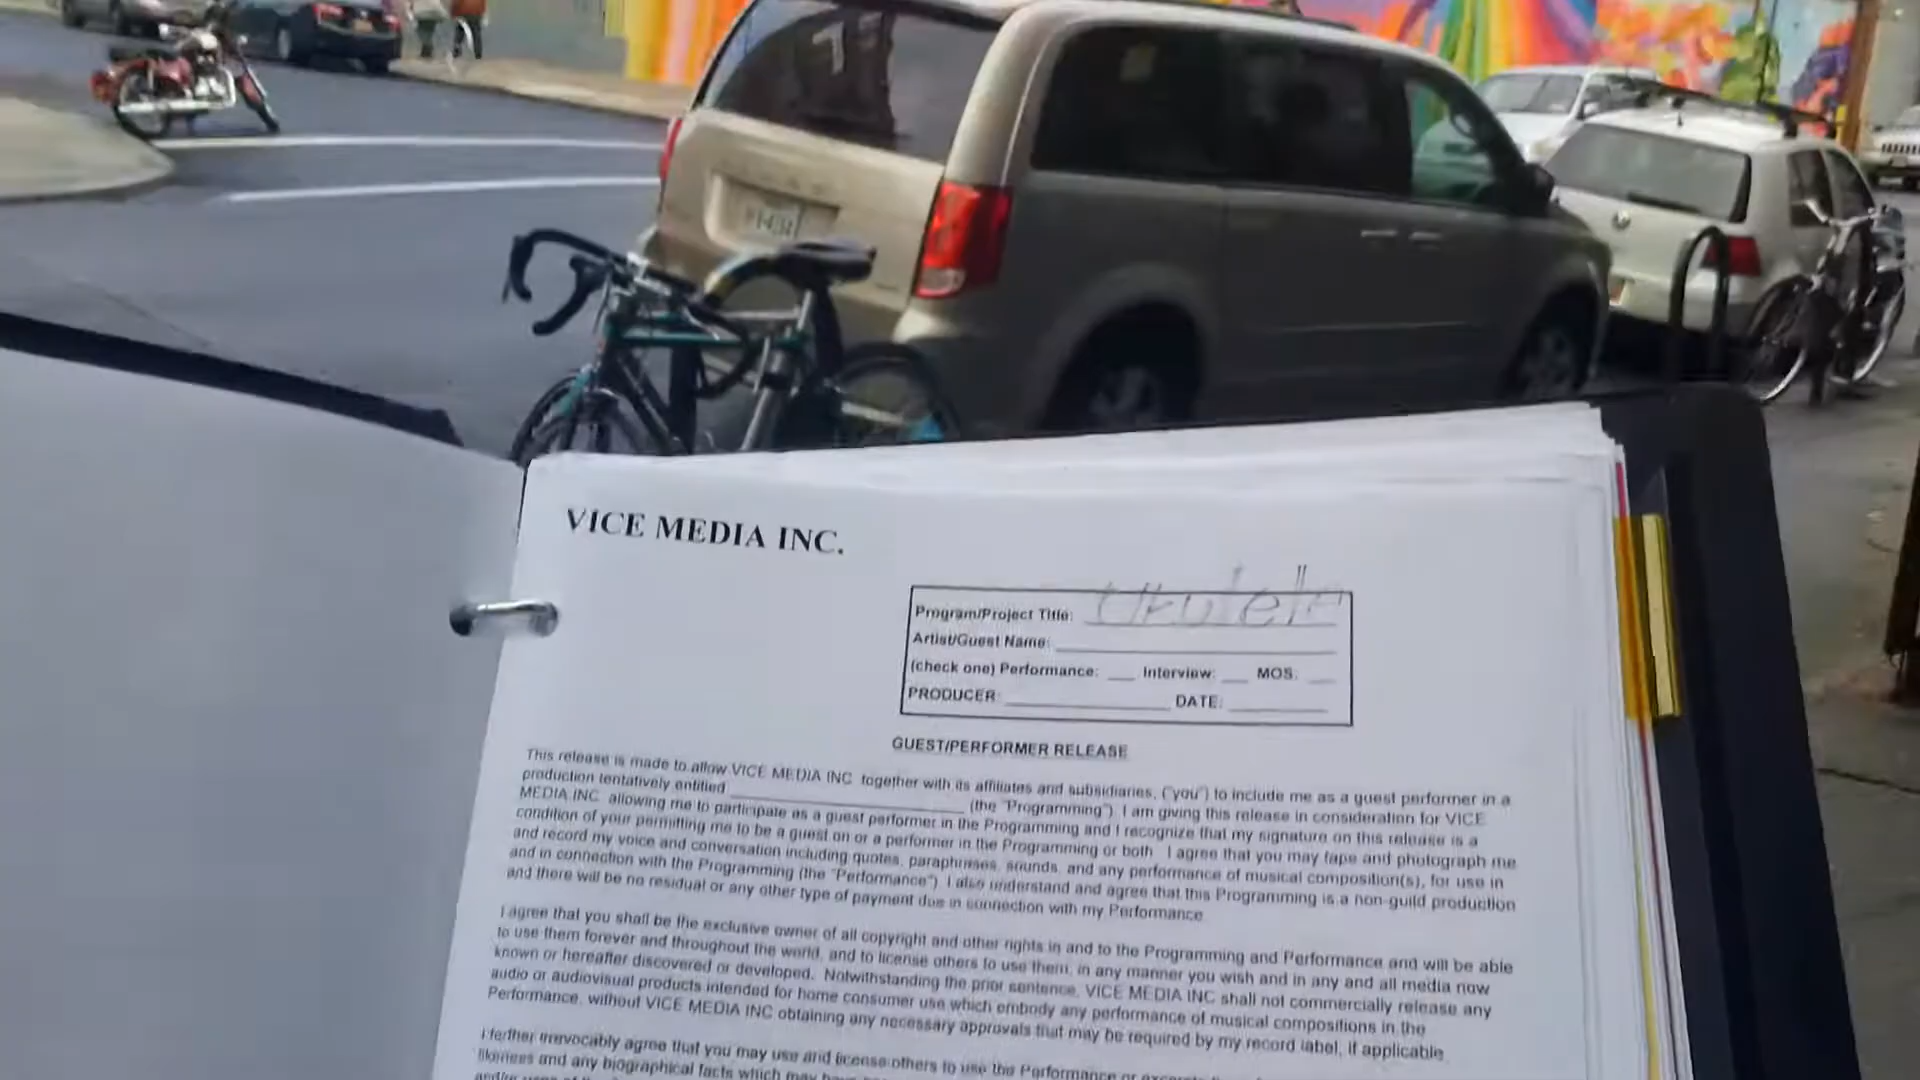 VICE MEDIA INC.
Program/Project Title:
Artist/Guest Name:
(check one) Performance: ___ Interview: ___ MOS: ___
PRODUCER DATE:
GUEST/PERFORMER RELEASE
This release is made to allow VICE MEDIA INC together with its affiliates and subsidiaries, ("you") to include me as a guest performer in a
production tentatively entitled (the "Programming"). I am giving this release in consideration for VICE
MEDIA INC allowing me to participate as a guest performer in the Programming and I recognize that my signature on this release is a
condition of your permitting me to be a guest on or a performer in the Programming or both. I agree that you may tape and photograph me
and record my voice and conversation including quotes, paraphrases, sounds, and any performance of musical composition(s), for use in
and in connection with the Programming (the "Performance"). I also understand and agree that this Programming is a non-guild production
and there will be no residual or any other type of payment due in connection with my Performance.
I agree that you shall be the exclusive owner of all copyright and other rights in and to the Programming and Performance and will be able
to use them forever and throughout the world, and to license others to use them, in any manner you wish and in any and all media now
known or hereafter discovered or developed. Notwithstanding the prior sentence, VICE MEDIA INC shall not commercially release any
audio or audiovisual products intended for home consumer use which embody any performance of musical compositions in the
Performance, without VICE MEDIA INC obtaining any necessary approvals that may be required by my record label, if applicable.
I further irrevocably agree that you may use and license others to use the Performance or
likeness and any biographical facts which may have